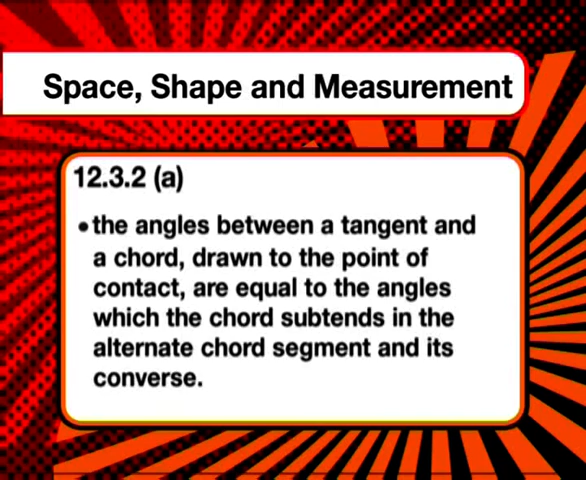 Space, Shape and Measurement
12.3.2 (a)
•the angles between a tangent and
a chord, drawn to the point of
contact, are equal to the angles
which the chord subtends in the
alternate chord segment and its
converse.